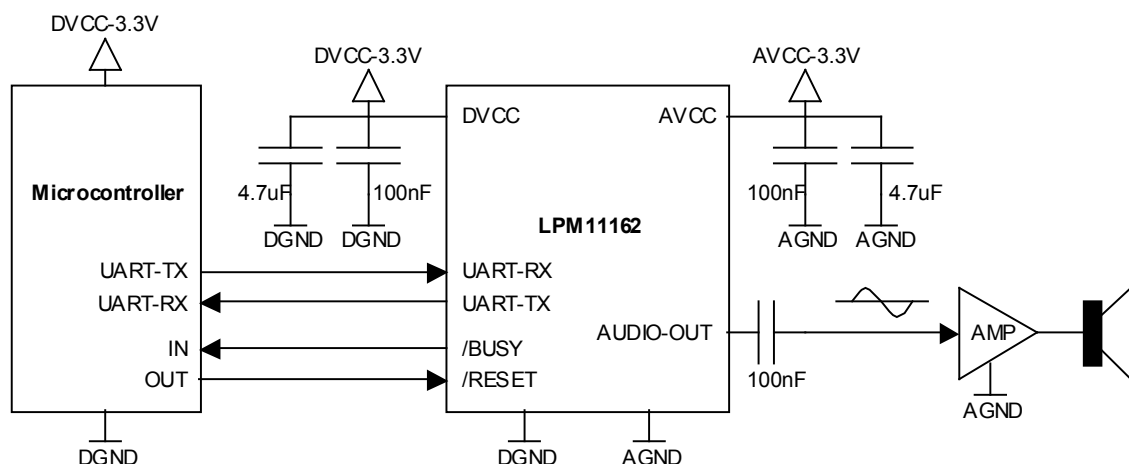 DVCC-3.3V
DVCC-3.3V
AVCC-3.3V
DVCC
AVCC
4.7uF
100nF
100nF
4.7uF
Microcontroller
LPM11162
DGND
DGND
AGND
AGND
UART-TX
UART-RX
UART-RX
UART-TX
AUDIO-OUT
AMP
IN
/BUSY
OUT
/RESET
100nF
AGND
DGND
DGND
AGND